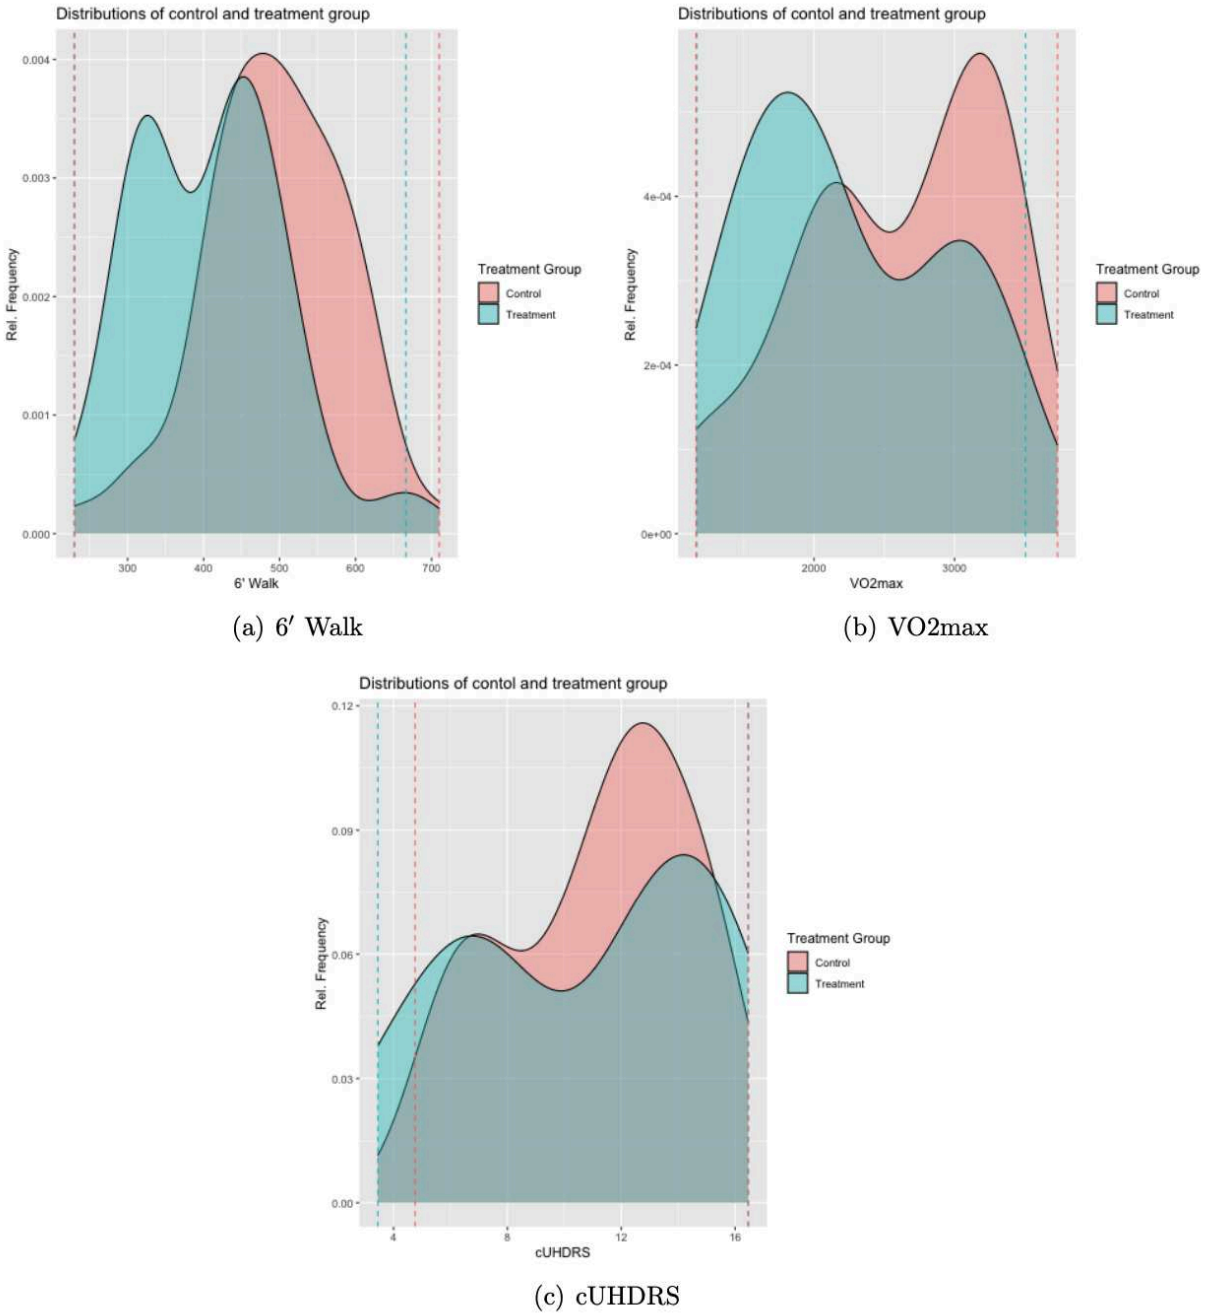 Distributions of control and treatment group
Distributions of contol and treatment group
0.004
0.003
0.002
0.001
0.000
Rel. Frequency
300 400 500 600 700
6' Walk
Treatment Group
Control
Treatment
4e-04
2e-04
0e+00
Rel. Frequency
2000 3000
VO2max
Treatment Group
Control
Treatment
(a) 6′ Walk
(b) VO2max
Distributions of contol and treatment group
0.12
0.09
0.06
0.03
0.00
Rel. Frequency
4 8 12 16
cUHDRS
Treatment Group
Control
Treatment
(c) cUHDRS